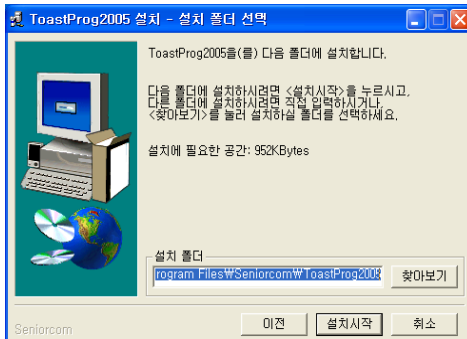 ToastProg2005 설치 - 설치 폴더 선택
ToastProg2005을(를) 다음 폴더에 설치합니다.
다음 폴더에 설치하시려면 <설치시작>을 누르시고,
다른 폴더에 설치하시려면 직접 입력하시거나,
<찾아보기>를 눌러 설치하실 폴더를 선택하세요.
설치에 필요한 공간: 952KBytes
설치 폴더
rogram Files₩Seniorcom₩ToastProg2005
찾아보기
Seniorcom
이전
설치시작
취소